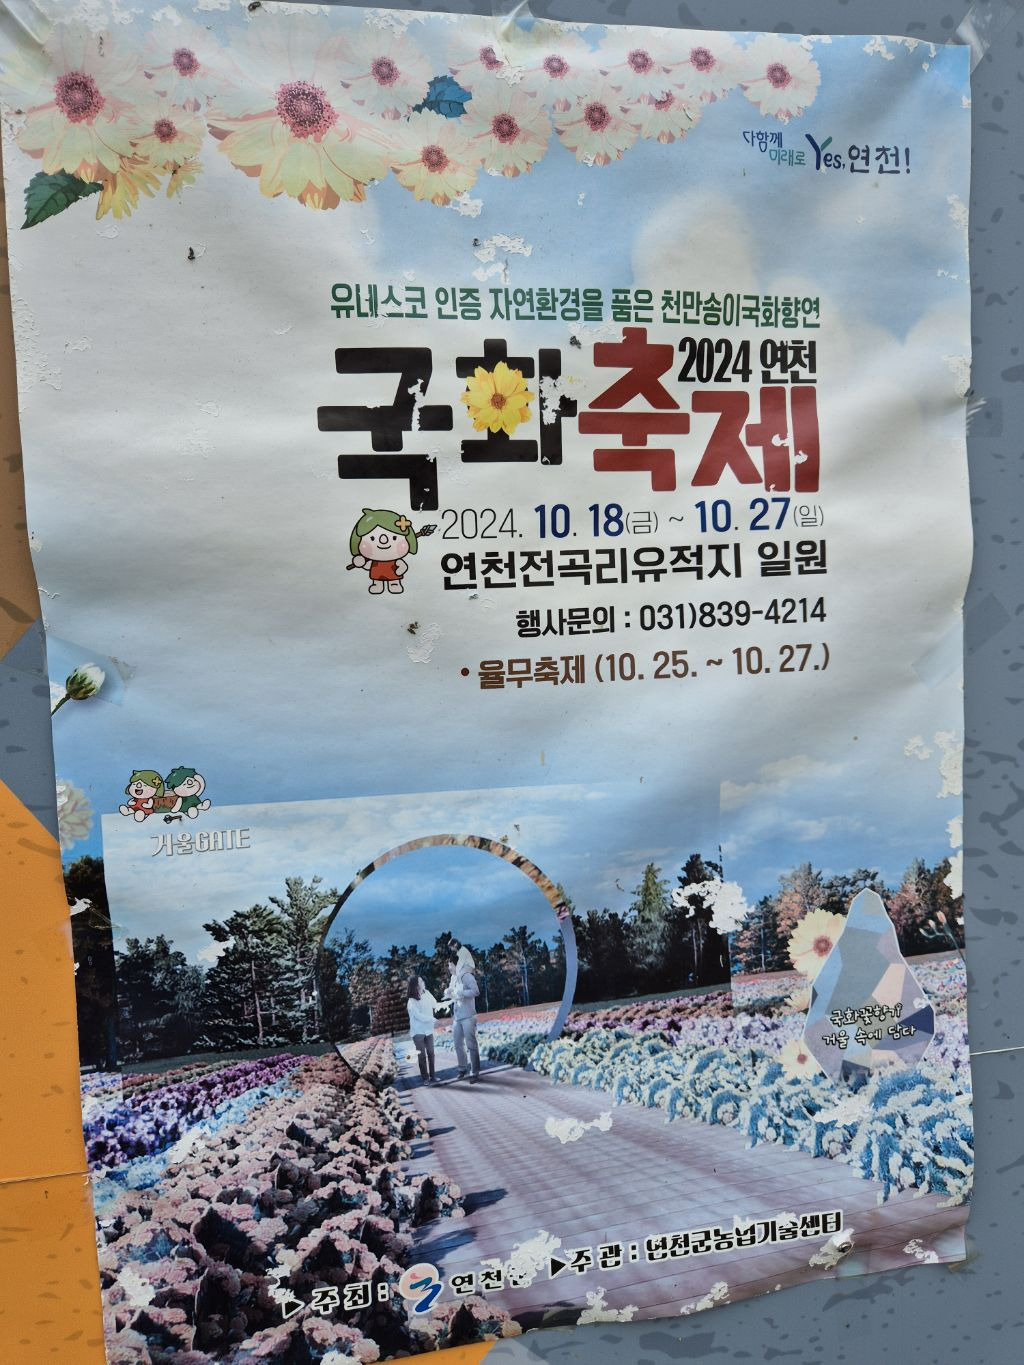 다함께
미래로 Yes, 연천!
유네스코 인증 자연환경을 품은 천만송이국화향연
2024 연천
국화축제
2024. 10. 18(금) ~ 10. 27(일)
연천전곡리유적지 일원
행사문의 : 031)839-4214
• 율무축제 (10. 25. ~ 10. 27.)
거울GATE
국화꽃향기
거울 속에 담다
▶ 주최 : 연천
▶ 주관 : 연천군농업기술센터